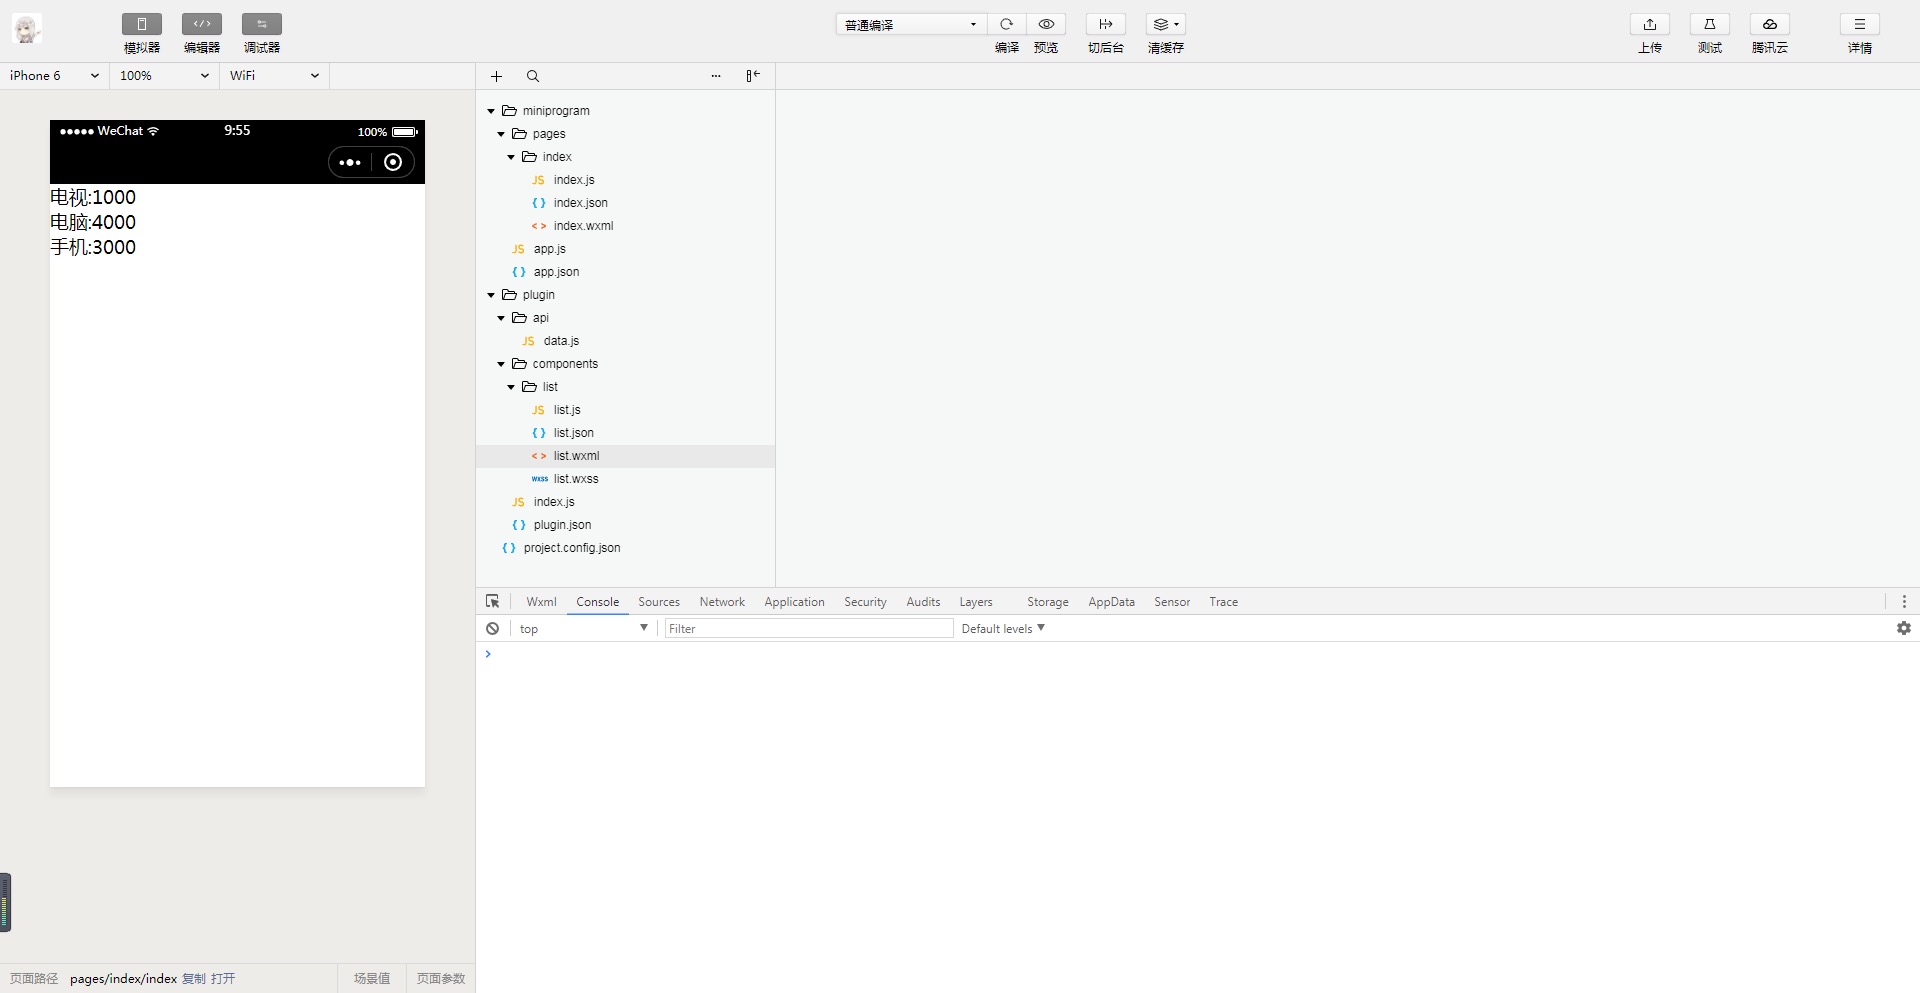 模拟器 编辑器 调试器
普通编译
编译 预览 切后台 清缓存
上传 测试 腾讯云 详情
iPhone 6 100% WiFi
WeChat 9:55 100%
电视:1000
电脑:4000
手机:3000
页面路径 pages/index/index 复制 打开 场景值 页面参数
miniprogram
pages
index
JS index.js
{ } index.json
< > index.wxml
JS app.js
{ } app.json
plugin
api
JS data.js
components
list
JS list.js
{ } list.json
< > list.wxml
wxss list.wxss
JS index.js
{ } plugin.json
{ } project.config.json
Wxml Console Sources Network Application Security Audits Layers Storage AppData Sensor Trace
top Filter Default levels